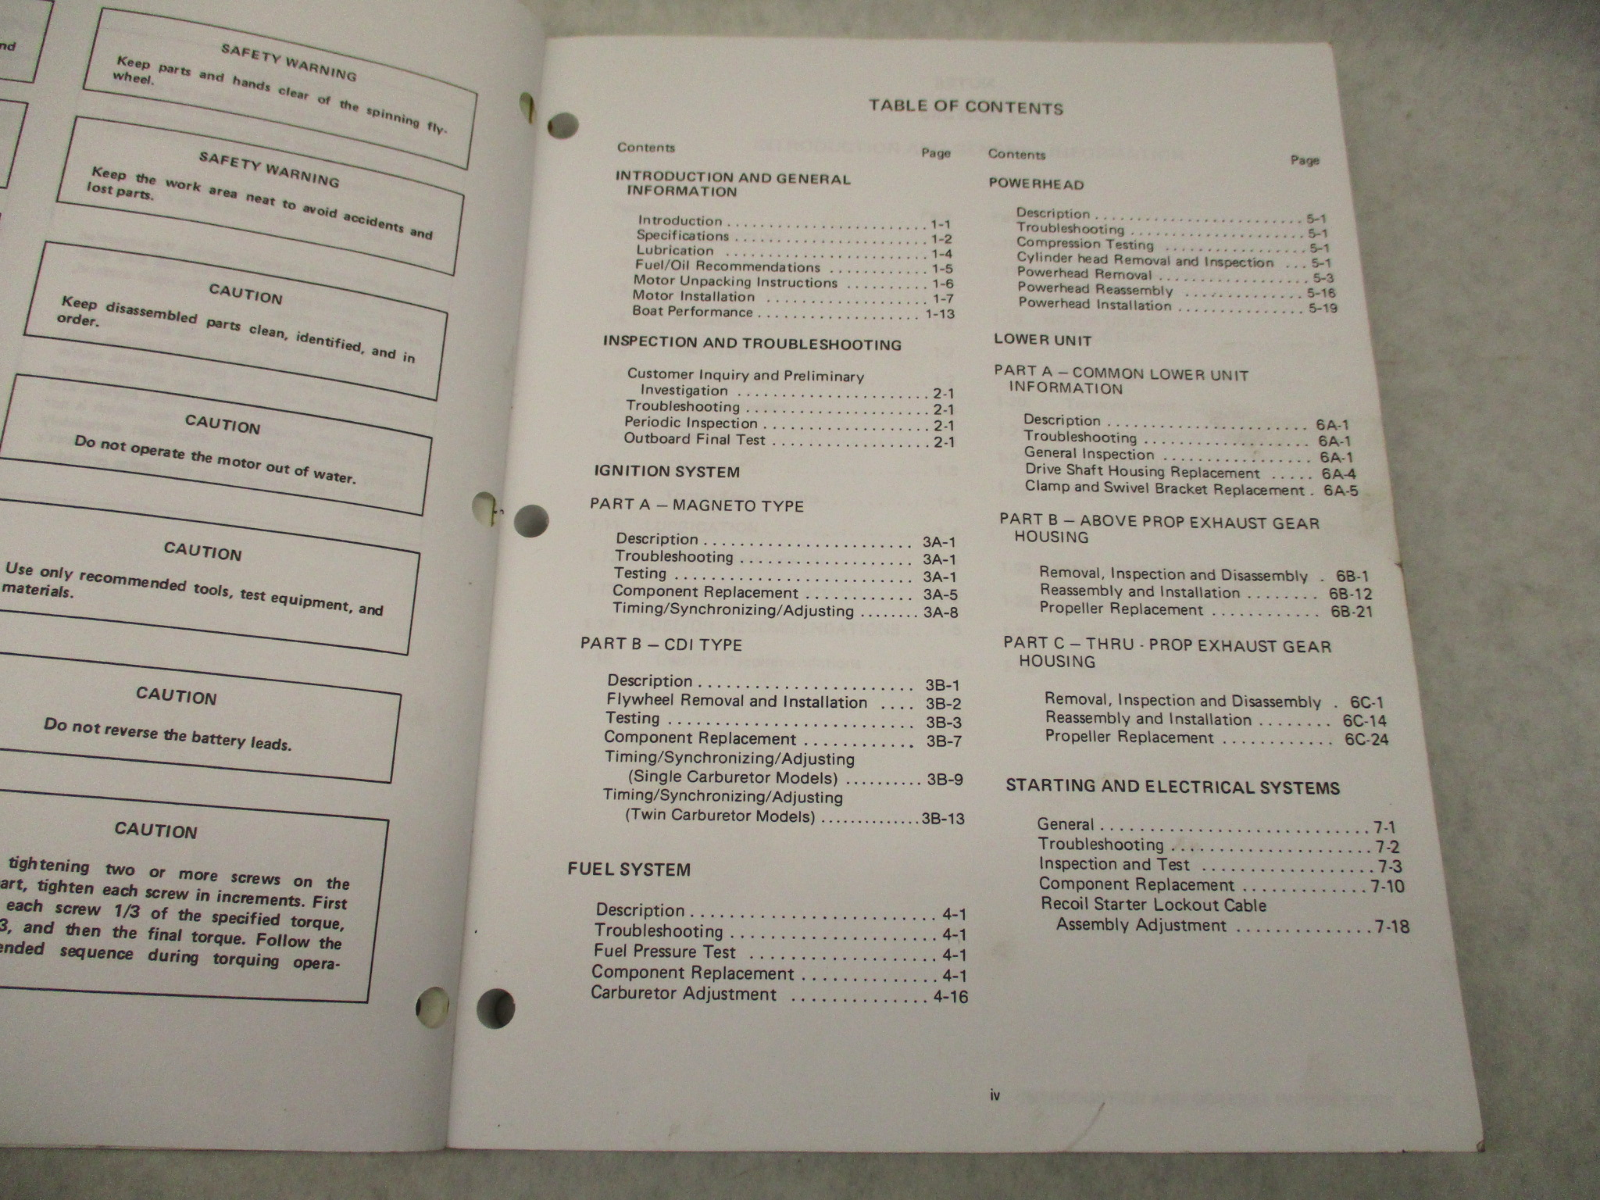 nd
SAFETY WARNING
Keep parts and hands clear of the spinning fly-
wheel.
SAFETY WARNING
Keep the work area neat to avoid accidents and
lost parts.
CAUTION
Keep disassembled parts clean, identified, and in
order.
CAUTION
Do not operate the motor out of water.
CAUTION
Use only recommended tools, test equipment, and
materials.
CAUTION
Do not reverse the battery leads.
CAUTION
tightening two or more screws on the
art, tighten each screw in increments. First
each screw 1/3 of the specified torque,
3, and then the final torque. Follow the
ended sequence during torquing opera-
TABLE OF CONTENTS
Contents Page
INTRODUCTION AND GENERAL
INFORMATION
Introduction . . . . . . . . . . . . . . . . . . . . . . 1-1
Specifications . . . . . . . . . . . . . . . . . . . . . 1-2
Lubrication . . . . . . . . . . . . . . . . . . . . . . 1-4
Fuel/Oil Recommendations . . . . . . . . . . . 1-5
Motor Unpacking Instructions . . . . . . . . . 1-6
Motor Installation . . . . . . . . . . . . . . . . . . 1-7
Boat Performance . . . . . . . . . . . . . . . . . . 1-13
INSPECTION AND TROUBLESHOOTING
Customer Inquiry and Preliminary
Investigation . . . . . . . . . . . . . . . . . . . . . 2-1
Troubleshooting . . . . . . . . . . . . . . . . . . . . 2-1
Periodic Inspection . . . . . . . . . . . . . . . . . . 2-1
Outboard Final Test . . . . . . . . . . . . . . . . . 2-1
IGNITION SYSTEM
PART A – MAGNETO TYPE
Description . . . . . . . . . . . . . . . . . . . . . . . 3A-1
Troubleshooting . . . . . . . . . . . . . . . . . . . 3A-1
Testing . . . . . . . . . . . . . . . . . . . . . . . . . . 3A-1
Component Replacement . . . . . . . . . . . . 3A-5
Timing/Synchronizing/Adjusting . . . . . . . . 3A-8
PART B – CDI TYPE
Description . . . . . . . . . . . . . . . . . . . . . . . 3B-1
Flywheel Removal and Installation . . . . 3B-2
Testing . . . . . . . . . . . . . . . . . . . . . . . . . . 3B-3
Component Replacement . . . . . . . . . . . . 3B-7
Timing/Synchronizing/Adjusting
(Single Carburetor Models) . . . . . . . . . . 3B-9
Timing/Synchronizing/Adjusting
(Twin Carburetor Models) . . . . . . . . . . . . . 3B-13
FUEL SYSTEM
Description . . . . . . . . . . . . . . . . . . . . . . . 4-1
Troubleshooting . . . . . . . . . . . . . . . . . . . . 4-1
Fuel Pressure Test . . . . . . . . . . . . . . . . . . 4-1
Component Replacement . . . . . . . . . . . . . 4-1
Carburetor Adjustment . . . . . . . . . . . . . . 4-16
Contents Page
POWERHEAD
Description . . . . . . . . . . . . . . . . . . . . . . . . 5-1
Troubleshooting . . . . . . . . . . . . . . . . . . . . 5-1
Compression Testing . . . . . . . . . . . . . . . . 5-1
Cylinder head Removal and Inspection . . . 5-1
Powerhead Removal . . . . . . . . . . . . . . . . . 5-3
Powerhead Reassembly . . . . . . . . . . . . . 5-16
Powerhead Installation . . . . . . . . . . . . . . 5-19
LOWER UNIT
PART A – COMMON LOWER UNIT
INFORMATION
Description . . . . . . . . . . . . . . . . . . . . . . 6A-1
Troubleshooting . . . . . . . . . . . . . . . . . . 6A-1
General Inspection . . . . . . . . . . . . . . . . 6A-1
Drive Shaft Housing Replacement . . . . . 6A-4
Clamp and Swivel Bracket Replacement . 6A-5
PART B – ABOVE PROP EXHAUST GEAR
HOUSING
Removal, Inspection and Disassembly . 6B-1
Reassembly and Installation . . . . . . . . 6B-12
Propeller Replacement . . . . . . . . . . . . 6B-21
PART C – THRU - PROP EXHAUST GEAR
HOUSING
Removal, Inspection and Disassembly . 6C-1
Reassembly and Installation . . . . . . . . 6C-14
Propeller Replacement . . . . . . . . . . . . 6C-24
STARTING AND ELECTRICAL SYSTEMS
General . . . . . . . . . . . . . . . . . . . . . . . . . . . . 7-1
Troubleshooting . . . . . . . . . . . . . . . . . . . . . 7-2
Inspection and Test . . . . . . . . . . . . . . . . . . 7-3
Component Replacement . . . . . . . . . . . . . 7-10
Recoil Starter Lockout Cable
Assembly Adjustment . . . . . . . . . . . . . . 7-18
iv